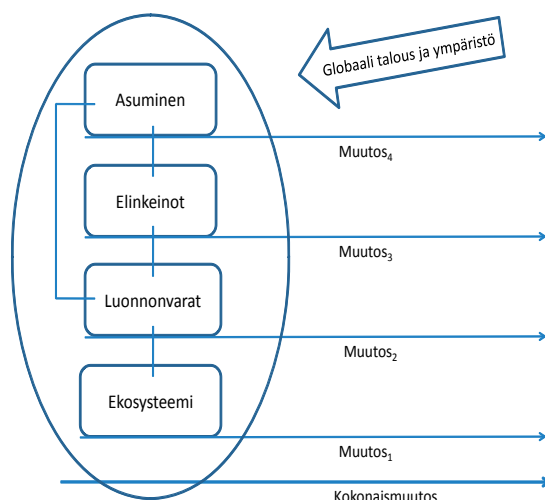 Globaali talous ja ympäristö
Asuminen
Muutos₄
Elinkeinot
Muutos₃
Luonnonvarat
Muutos₂
Ekosysteemi
Muutos₁
Kokonaismuutos